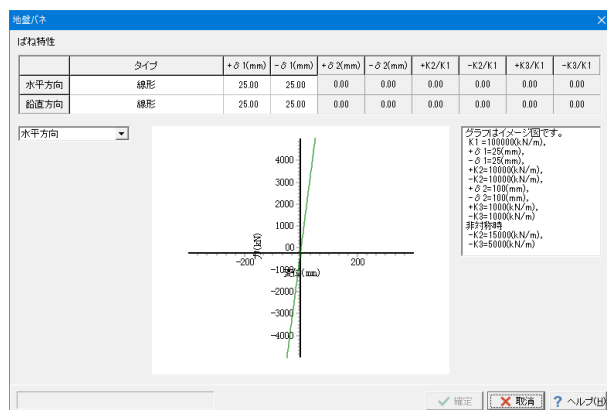 地盤バネ
ばね特性
タイプ +δ1(mm) -δ1(mm) +δ2(mm) -δ2(mm) +K2/K1 -K2/K1 +K3/K1 -K3/K1
水平方向 線形 25.00 25.00 0.00 0.00 0.00 0.00 0.00 0.00
鉛直方向 線形 25.00 25.00 0.00 0.00 0.00 0.00 0.00 0.00
水平方向
4000
3000
2000
1000
00
力(kN)
-200 200
-1000
変位(mm)
-2000
-3000
-4000
グラフはイメージ図です。
K1 =100000(kN/m),
+δ1=25(mm),
-δ1=25(mm),
+K2=10000(kN/m),
-K2=10000(kN/m),
+δ2=100(mm),
-δ2=100(mm),
+K3=1000(kN/m),
-K3=1000(kN/m)
非対称時
-K2=15000(kN/m)
-K3=5000(kN/m)
確定 取消 ? ヘルプ(H)